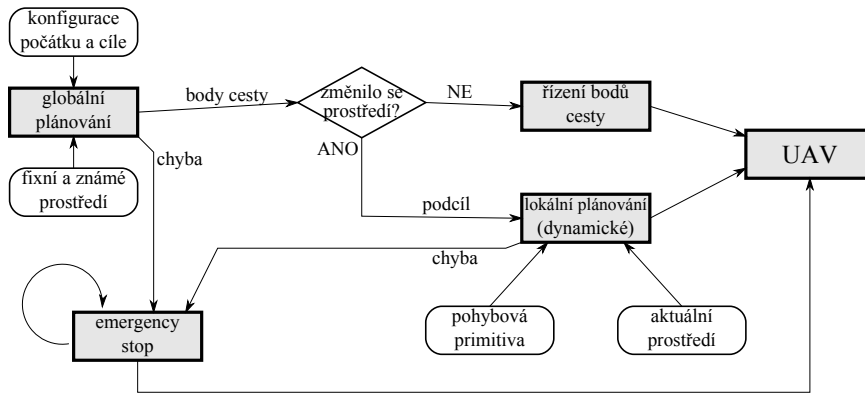 konfigurace
počátku a cíle
globální
plánování
body cesty
změnilo se
prostředí?
NE
řízení bodů
cesty
UAV
ANO
chyba
fixní a známé
prostředí
podcíl
lokální plánování
(dynamické)
chyba
pohybová
primitiva
aktuální
prostředí
emergency
stop